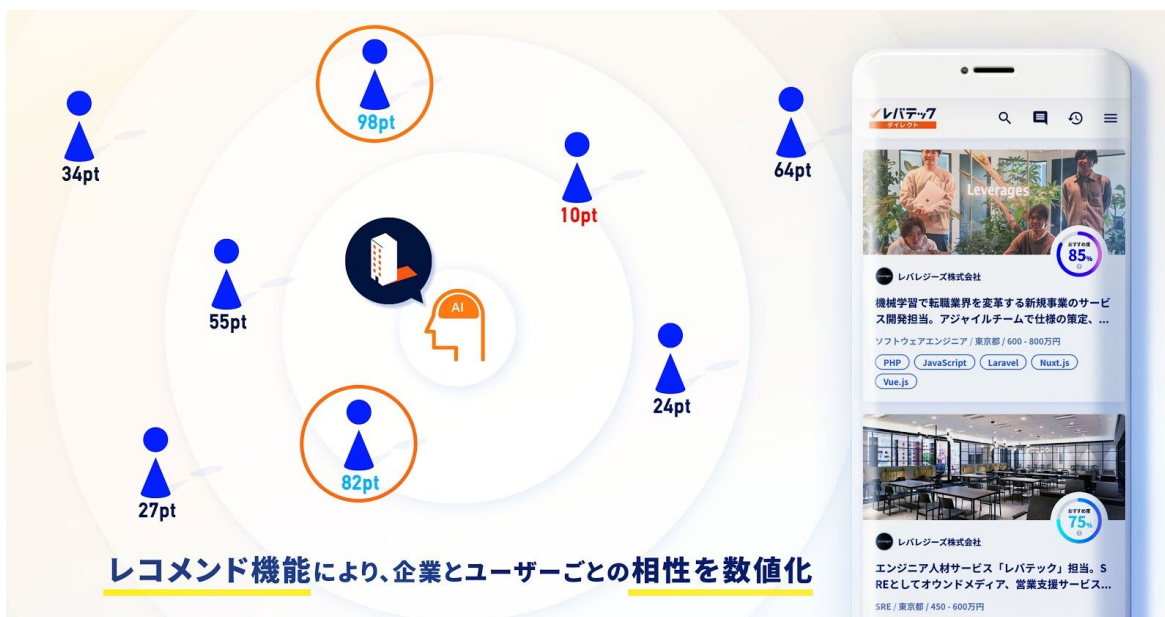 98pt
34pt
64pt
10pt
55pt
AI
24pt
82pt
27pt
レコメンド機能により、企業とユーザーごとの相性を数値化
レバテック
ダイレクト
Leverages
おすすめ度
85%
レバレジーズ株式会社
機械学習で転職業界を変革する新規事業のサービ
ス開発担当。アジャイルチームで仕様の策定、...
ソフトウェアエンジニア / 東京都 / 600 - 800万円
PHP JavaScript Laravel Nuxt.js
Vue.js
おすすめ度
75%
レバレジーズ株式会社
エンジニア人材サービス「レバテック」担当。S
REとしてオウンドメディア、営業支援サービス...
SRE / 東京都 / 450 - 600万円